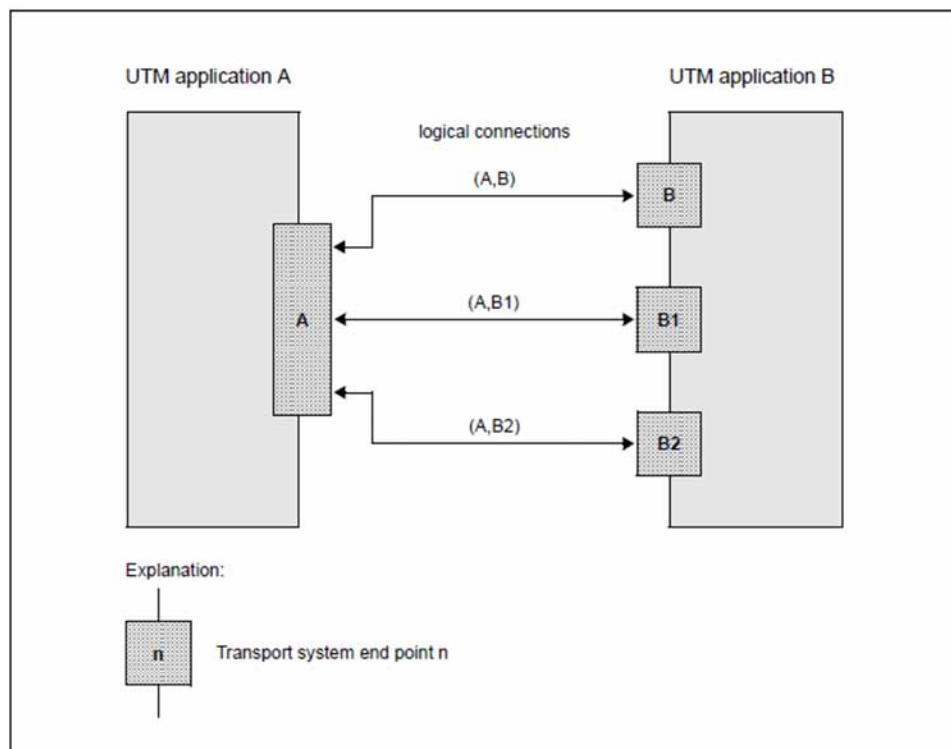 UTM application A
UTM application B
logical connections
(A,B)
B
A
(A,B1)
B1
(A,B2)
B2
Explanation:
n
Transport system end point n